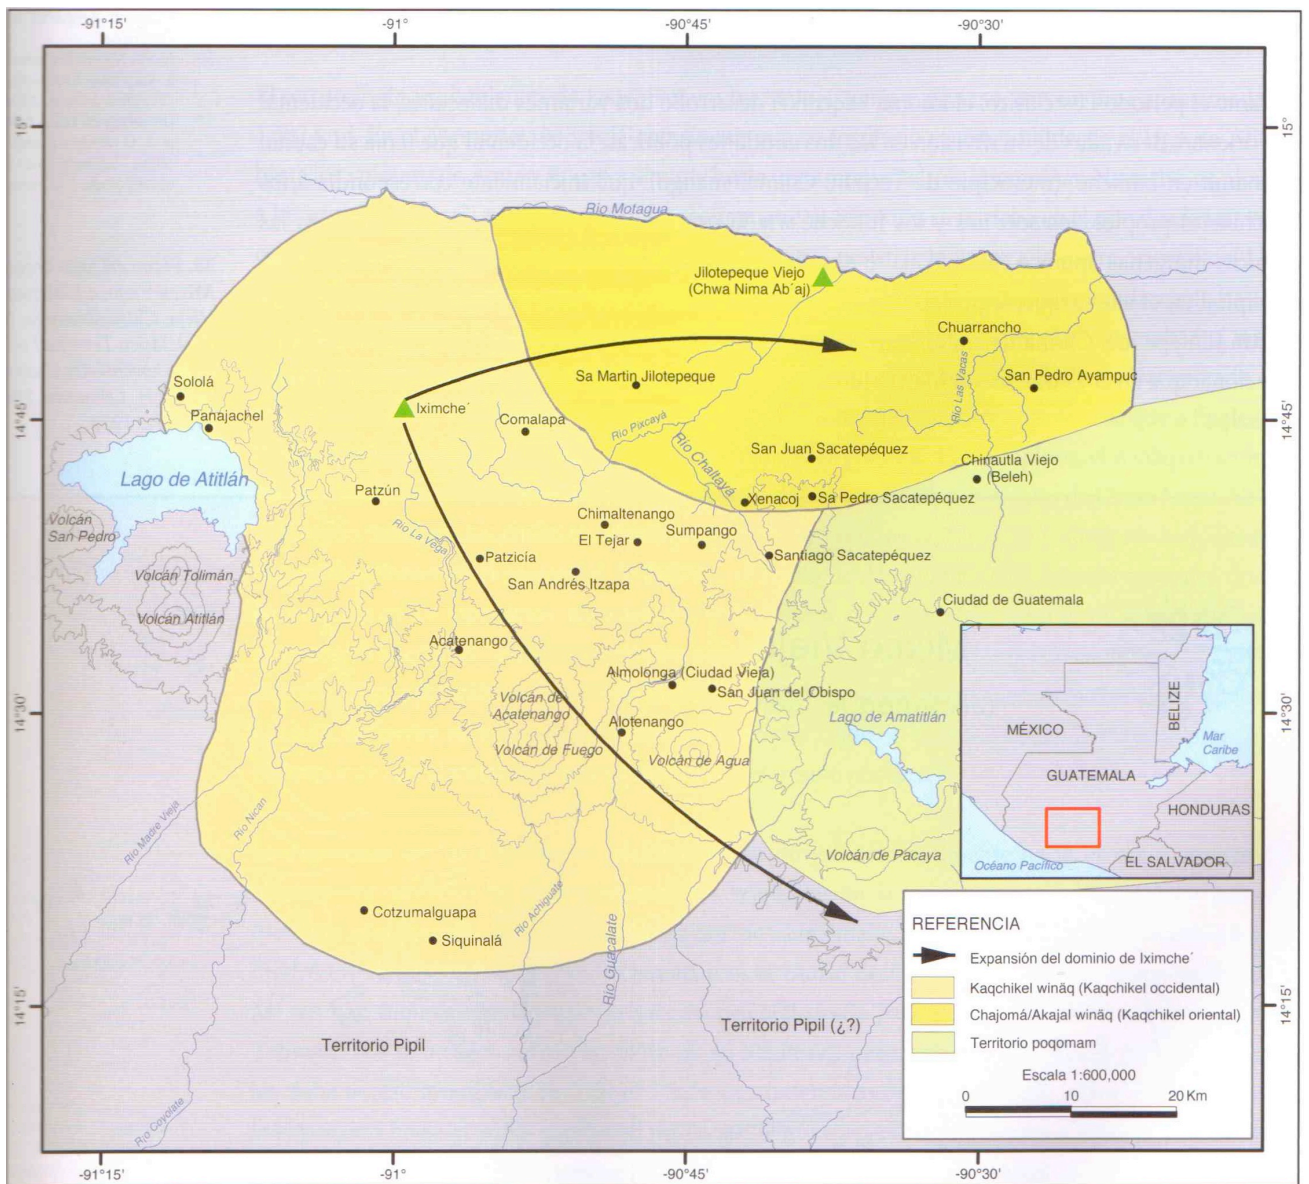 -91°15'
-91°
-90°45'
-90°30'
15°
15°
Río Motagua
Jilotepeque Viejo
(Chwa Nima Ab´aj)
Chuarrancho
San Pedro Ayampuc
Río Las Vacas
Sololá
Panajachel
Sa Martin Jilotepeque
Iximche´
Comalapa
Río Pixcayá
14°45'
14°45'
Río Chaltayá
San Juan Sacatepéquez
Chinautla Viejo
(Beleh)
Lago de Atitlán
Patzún
Xenacoj
Sa Pedro Sacatepéquez
Volcán
San Pedro
Río La Vega
Chimaltenango
El Tejar
Sumpango
Patzicía
Santiago Sacatepéquez
Volcán Tolimán
San Andrés Itzapa
Volcán Atitlán
Ciudad de Guatemala
Acatenango
Almolonga (Ciudad Vieja)
San Juan del Obispo
Volcán de
Acatenango
Alotenango
14°30'
14°30'
Volcán de Fuego
Volcán de Agua
Lago de Amatitlán
Volcán de Pacaya
MÉXICO
BELIZE
Mar
Caribe
GUATEMALA
HONDURAS
EL SALVADOR
Océano Pacífico
Río Madre Vieja
Río Nican
Río Achiguate
Río Guacalate
Cotzumalguapa
Siquinalá
Territorio Pipil
Territorio Pipil (¿?)
Río Coyolate
14°15'
14°15'
REFERENCIA
Expansión del dominio de Iximche´
Kaqchikel winäq (Kaqchikel occidental)
Chajomá/Akajal winäq (Kaqchikel oriental)
Territorio poqomam
Escala 1:600,000
0 10 20 Km
-91°15'
-91°
-90°45'
-90°30'